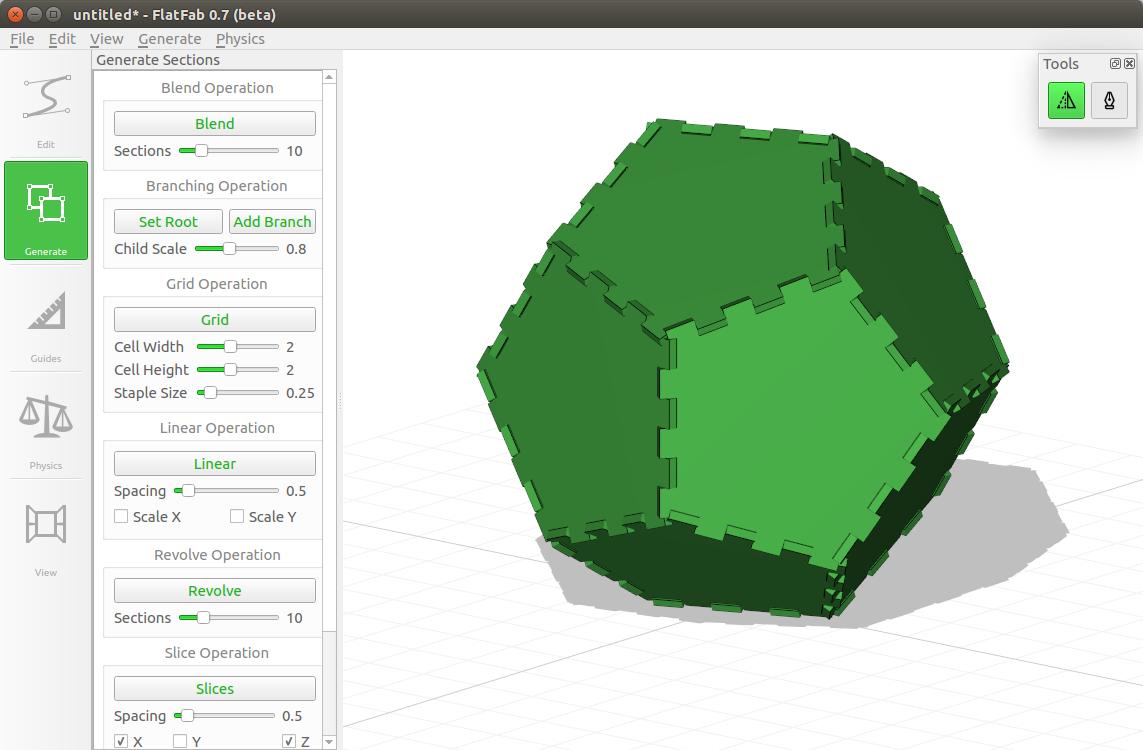 untitled* - FlatFab 0.7 (beta)
File Edit View Generate Physics
Edit
Generate
Guides
Physics
View
Generate Sections
Blend Operation
Blend
Sections 10
Branching Operation
Set Root Add Branch
Child Scale 0.8
Grid Operation
Grid
Cell Width 2
Cell Height 2
Staple Size 0.25
Linear Operation
Linear
Spacing 0.5
Scale X Scale Y
Revolve Operation
Revolve
Sections 10
Slice Operation
Slices
Spacing 0.5
X Y Z
Tools